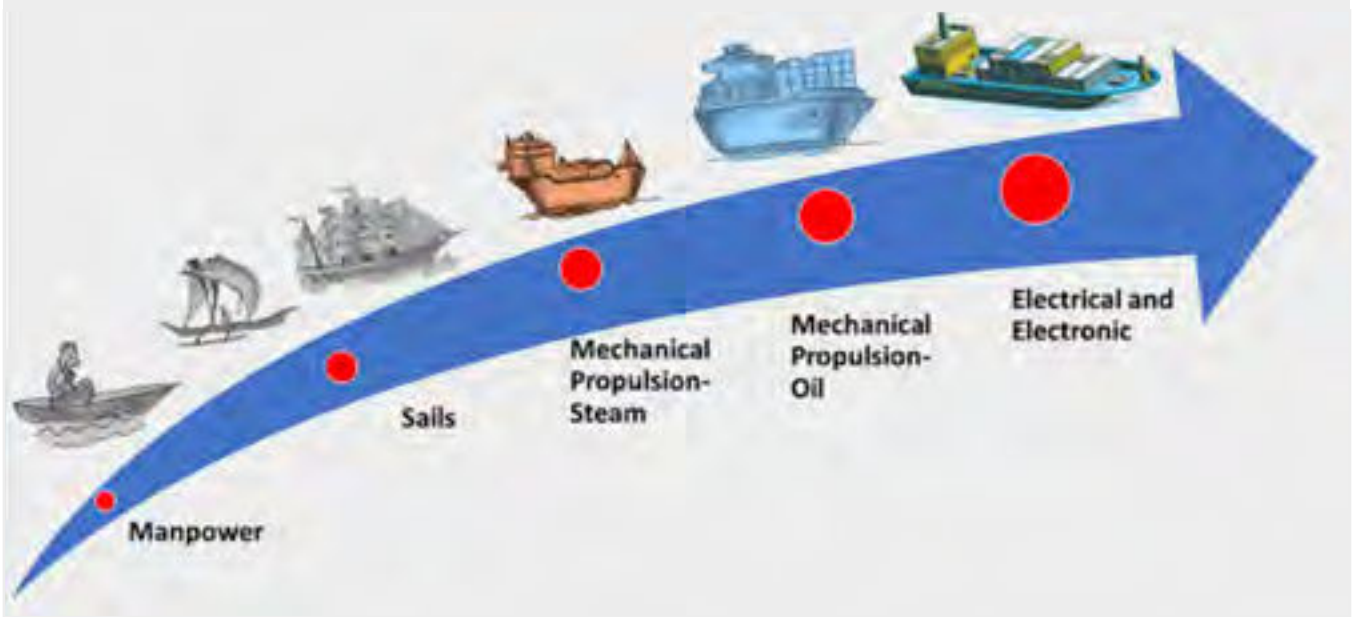 Manpower
Sails
Mechanical
Propulsion-
Steam
Mechanical
Propulsion-
Oil
Electrical and
Electronic